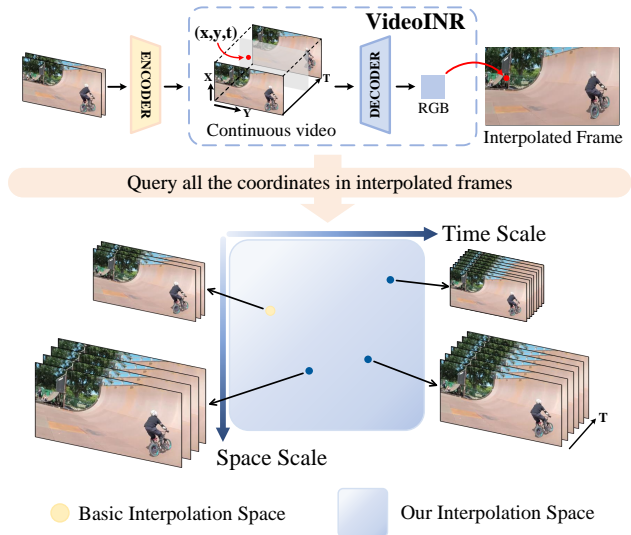 VideoINR
(x,y,t)
ENCODER
X
Y
T
Continuous video
DECODER
RGB
Interpolated Frame
Query all the coordinates in interpolated frames
Time Scale
T
Space Scale
Basic Interpolation Space
Our Interpolation Space